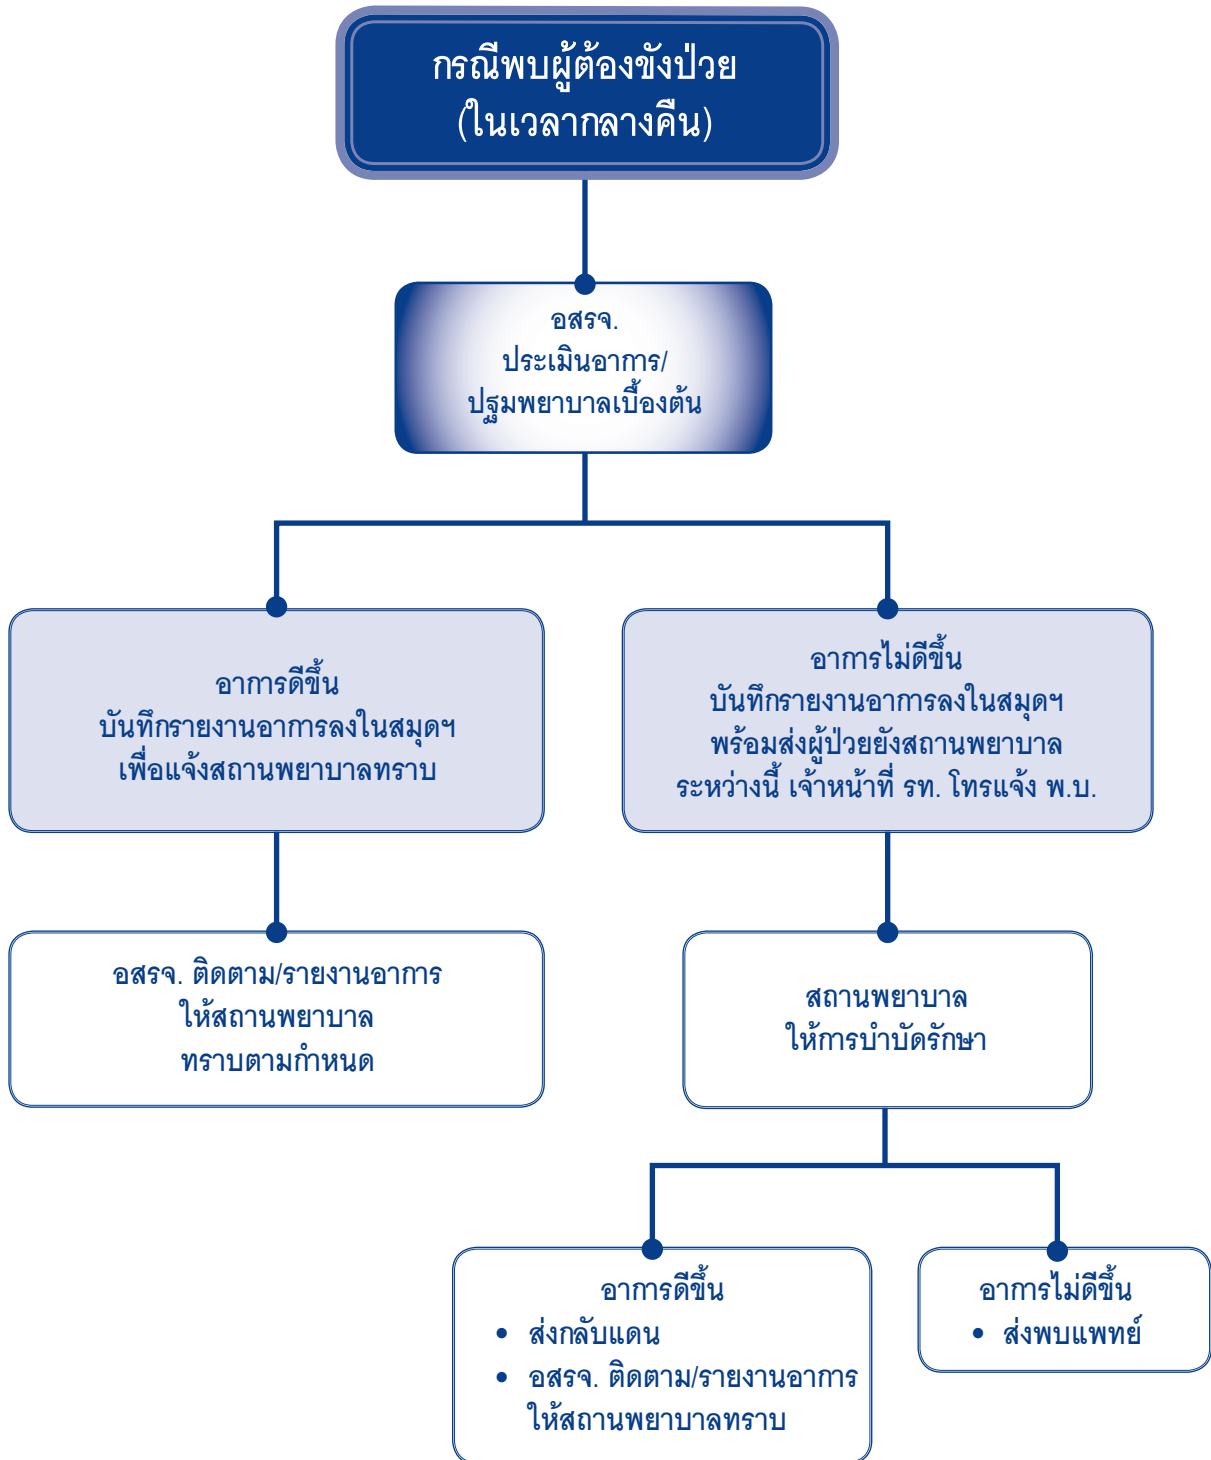 กรณีพบผู้ต้องขังป่วย
(ในเวลากลางคืน)
อสรจ.
ประเมินอาการ/
ปฐมพยาบาลเบื้องต้น
อาการดีขึ้น
บันทึกรายงานอาการลงในสมุดฯ
เพื่อแจ้งสถานพยาบาลทราบ
อาการไม่ดีขึ้น
บันทึกรายงานอาการลงในสมุดฯ
พร้อมส่งผู้ป่วยยังสถานพยาบาล
ระหว่างนี้ เจ้าหน้าที่ รท. โทรแจ้ง พ.บ.
อสรจ. ติดตาม/รายงานอาการ
ให้สถานพยาบาล
ทราบตามกำหนด
สถานพยาบาล
ให้การบำบัดรักษา
อาการดีขึ้น
• ส่งกลับแดน
• อสรจ. ติดตาม/รายงานอาการ
ให้สถานพยาบาลทราบ
อาการไม่ดีขึ้น
• ส่งพบแพทย์